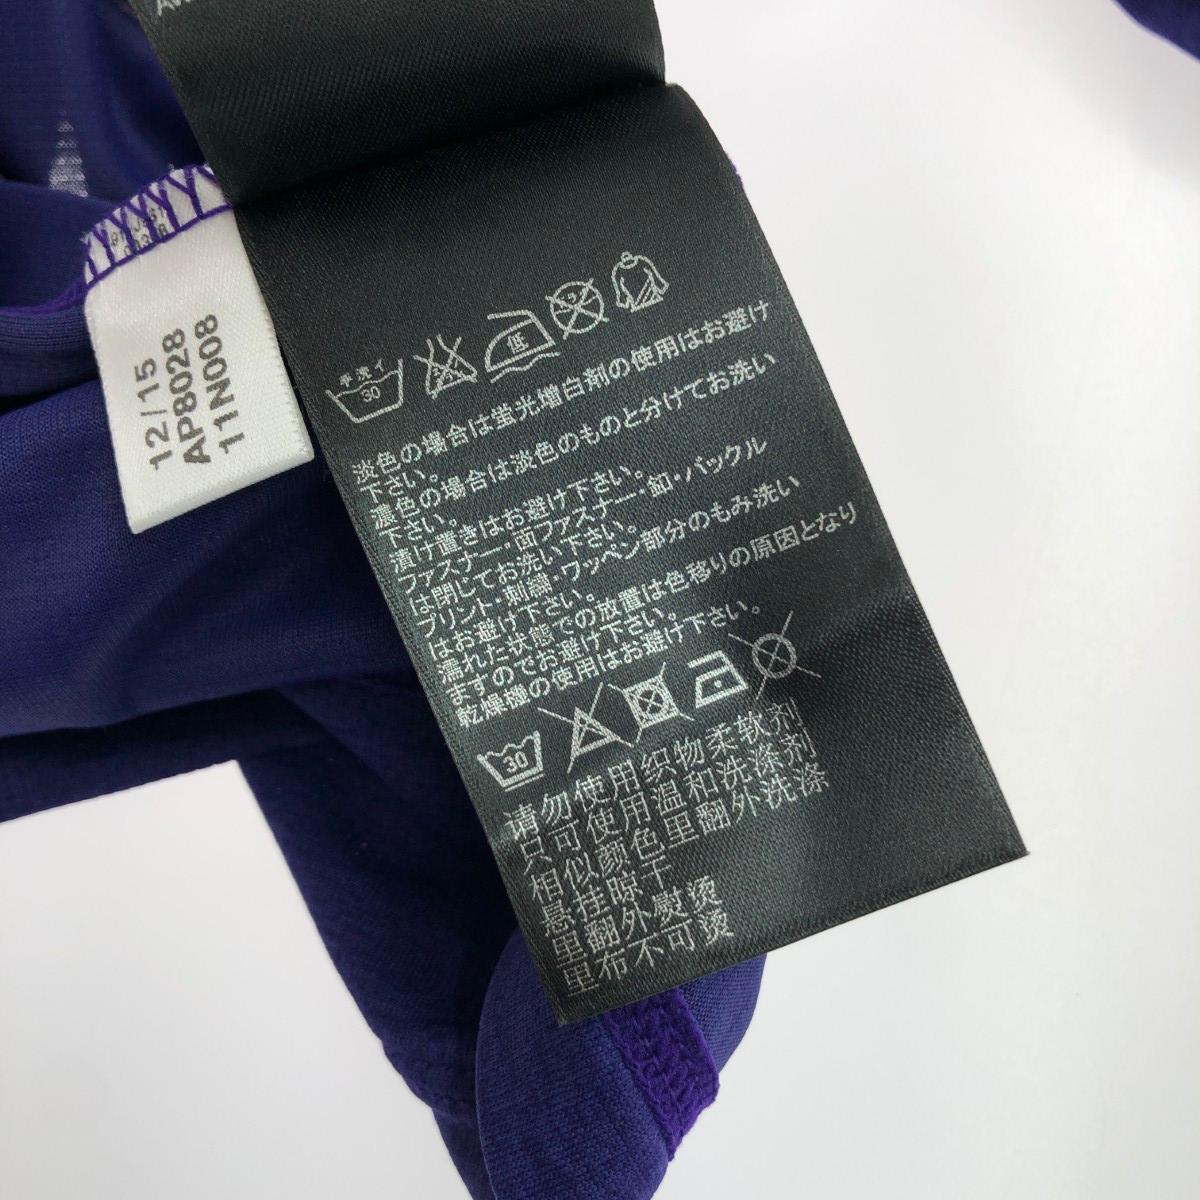 12/15
AP8028
11N008
手洗イ
30
低
淡色の場合は蛍光増白剤の使用はお避け
下さい。
濃色の場合は淡色のものと分けてお洗い
下さい。
漬け置きはお避け下さい。
ファスナー・面ファスナー・釦・バックル
は閉じてお洗い下さい。
プリント・刺繍・ワッペン部分のもみ洗い
はお避け下さい。
濡れた状態での放置は色移りの原因となり
ますのでお避け下さい。
乾燥機の使用はお避け下さい。
30
请勿使用织物柔软剂
只可使用温和洗涤剂
相似颜色里翻外洗涤
悬挂晾干
里翻外熨烫
里布不可烫